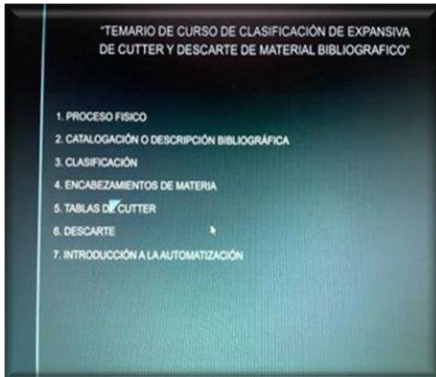 "TEMARIO DE CURSO DE CLASIFICACIÓN DE EXPANSIVA
DE CUTTER Y DESCARTE DE MATERIAL BIBLIOGRAFICO"
1. PROCESO FISICO
2. CATALOGACIÓN O DESCRIPCIÓN BIBLIOGRÁFICA
3. CLASIFICACIÓN
4. ENCABEZAMIENTOS DE MATERIA
5. TABLAS DE CUTTER
6. DESCARTE
7. INTRODUCCIÓN A LA AUTOMATIZACIÓN